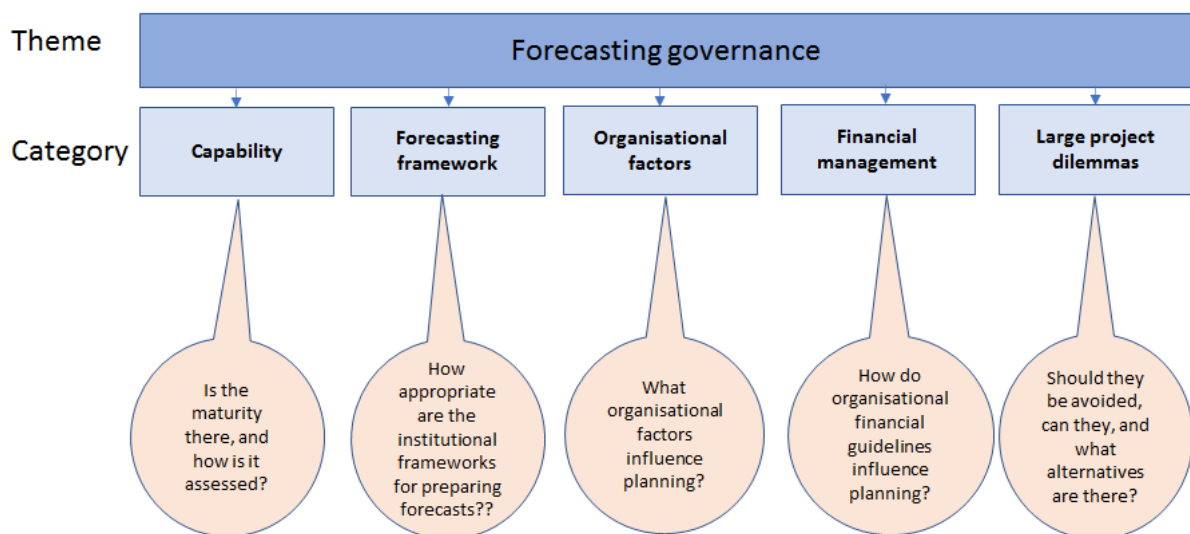 Theme
Forecasting governance
Category
Capability
Forecasting
framework
Organisational
factors
Financial
management
Large project
dilemmas
Is the
maturity
there, and
how is it
assessed?
How
appropriate
are the
institutional
frameworks
for preparing
forecasts??
What
organisational
factors
influence
planning?
How do
organisational
financial
guidelines
influence
planning?
Should they
be avoided,
can they, and
what
alternatives
are there?